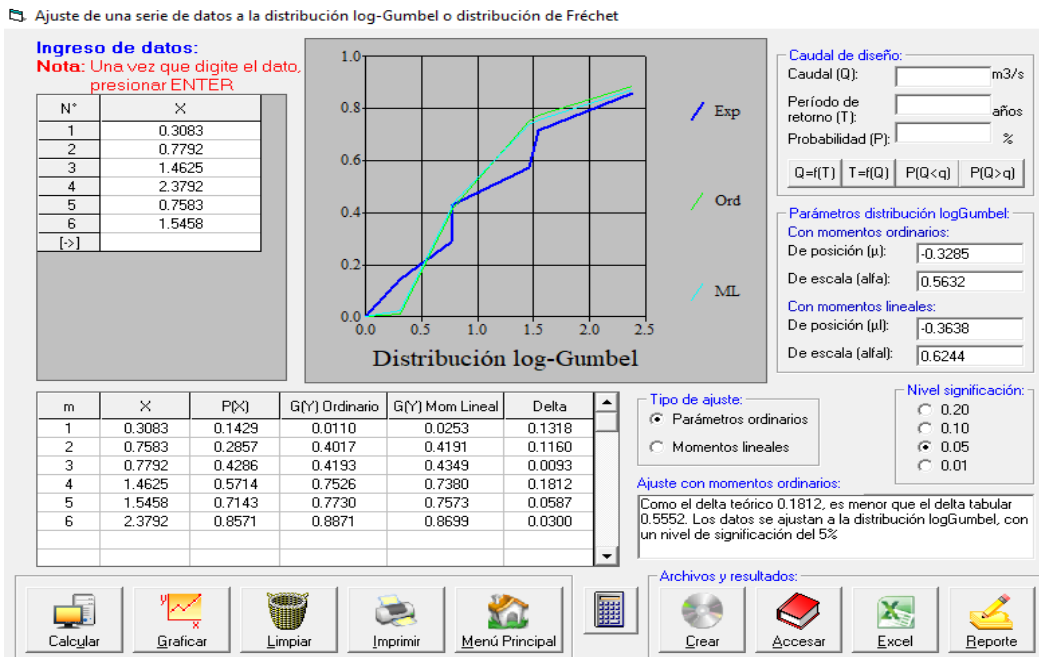 Ajuste de una serie de datos a la distribución log-Gumbel o distribución de Fréchet
Ingreso de datos:
Nota: Una vez que digite el dato,
presionar ENTER
N° X
1 0.3083
2 0.7792
3 1.4625
4 2.3792
5 0.7583
6 1.5458
[->]
1.0
0.8
0.6
0.4
0.2
0.0
0.0 0.5 1.0 1.5 2.0 2.5
Distribución log-Gumbel
Exp
Ord
ML
Caudal de diseño:
Caudal (Q): m3/s
Período de
retorno (T): años
Probabilidad (P): %
Q=f(T) T=f(Q) P(Q<q) P(Q>q)
Parámetros distribución logGumbel:
Con momentos ordinarios:
De posición (µ): -0.3285
De escala (alfa): 0.5632
Con momentos lineales:
De posición (µl): -0.3638
De escala (alfal): 0.6244
m X P(X) G(Y) Ordinario G(Y) Mom Lineal Delta
1 0.3083 0.1429 0.0110 0.0253 0.1318
2 0.7583 0.2857 0.4017 0.4191 0.1160
3 0.7792 0.4286 0.4193 0.4349 0.0093
4 1.4625 0.5714 0.7526 0.7380 0.1812
5 1.5458 0.7143 0.7730 0.7573 0.0587
6 2.3792 0.8571 0.8871 0.8699 0.0300
Tipo de ajuste:
Parámetros ordinarios
Momentos lineales
Nivel significación:
0.20
0.10
0.05
0.01
Ajuste con momentos ordinarios:
Como el delta teórico 0.1812, es menor que el delta tabular
0.5552. Los datos se ajustan a la distribución logGumbel, con
un nivel de significación del 5%
Calcular Graficar Limpiar Imprimir Menú Principal
Archivos y resultados:
Crear Accesar Excel Reporte